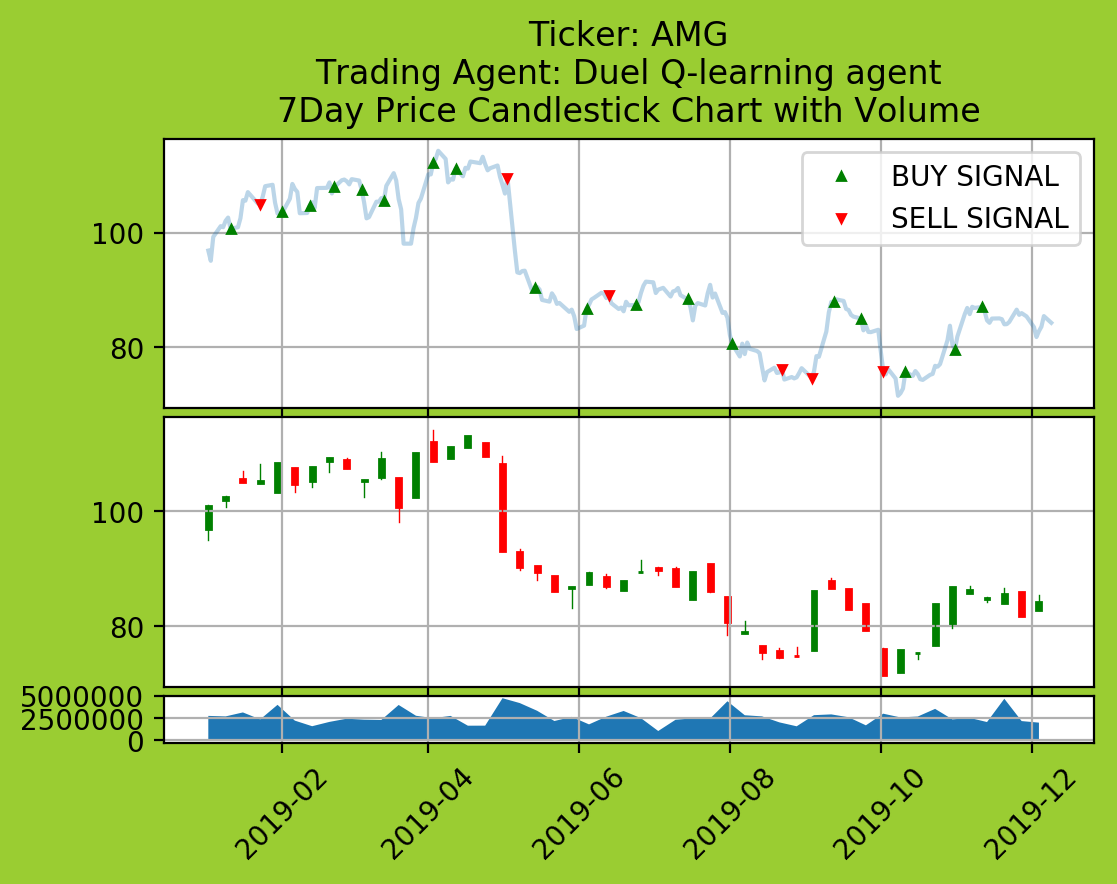 Ticker: AMG
Trading Agent: Duel Q-learning agent
7Day Price Candlestick Chart with Volume
BUY SIGNAL
SELL SIGNAL
100
80
100
80
5000000
2500000
0
2019-02
2019-04
2019-06
2019-08
2019-10
2019-12